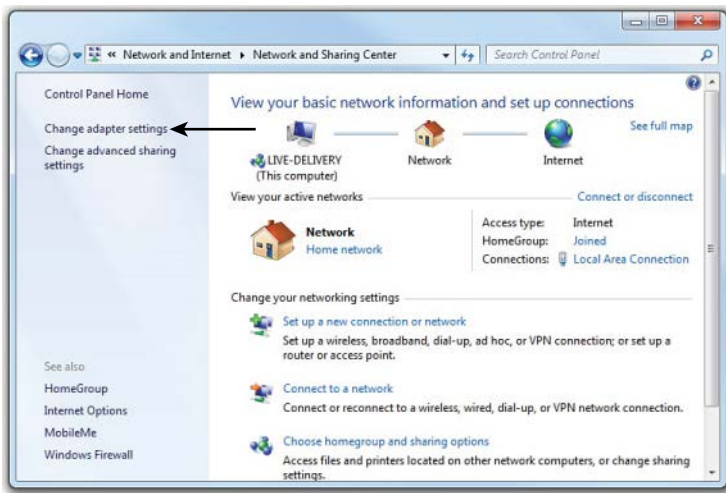 « Network and Internet ▸ Network and Sharing Center
Search Control Panel
Control Panel Home
Change adapter settings
Change advanced sharing
settings
See also
HomeGroup
Internet Options
MobileMe
Windows Firewall
View your basic network information and set up connections
See full map
LIVE-DELIVERY
(This computer)
Network
Internet
View your active networks
Connect or disconnect
Network
Home network
Access type: Internet
HomeGroup: Joined
Connections: Local Area Connection
Change your networking settings
Set up a new connection or network
Set up a wireless, broadband, dial-up, ad hoc, or VPN connection; or set up a
router or access point.
Connect to a network
Connect or reconnect to a wireless, wired, dial-up, or VPN network connection.
Choose homegroup and sharing options
Access files and printers located on other network computers, or change sharing
settings.